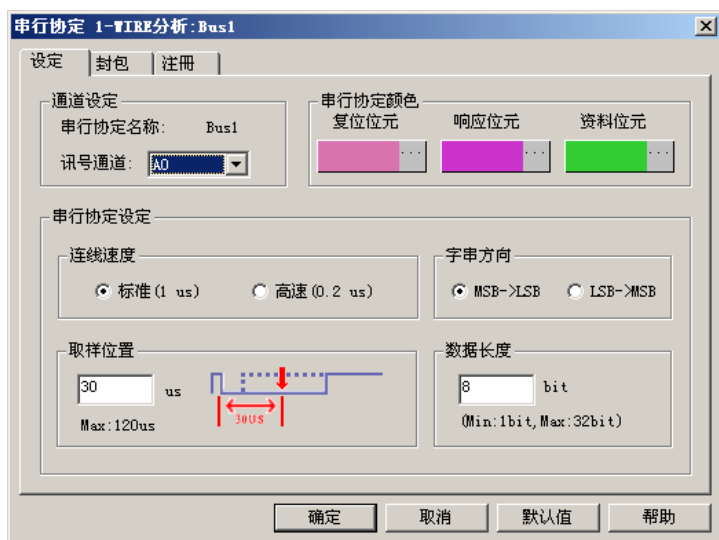 串行协定 1-WIRE分析:Bus1
设定 封包 注册
通道设定
串行协定名称: Bus1
讯号通道: A0
串行协定颜色
复位位元 响应位元 资料位元
... ... ...
串行协定设定
连线速度
标准(1 us) 高速(0.2 us)
字串方向
MSB->LSB LSB->MSB
取样位置
30 us
30US
Max:120us
数据长度
8 bit
(Min:1bit,Max:32bit)
确定 取消 默认值 帮助